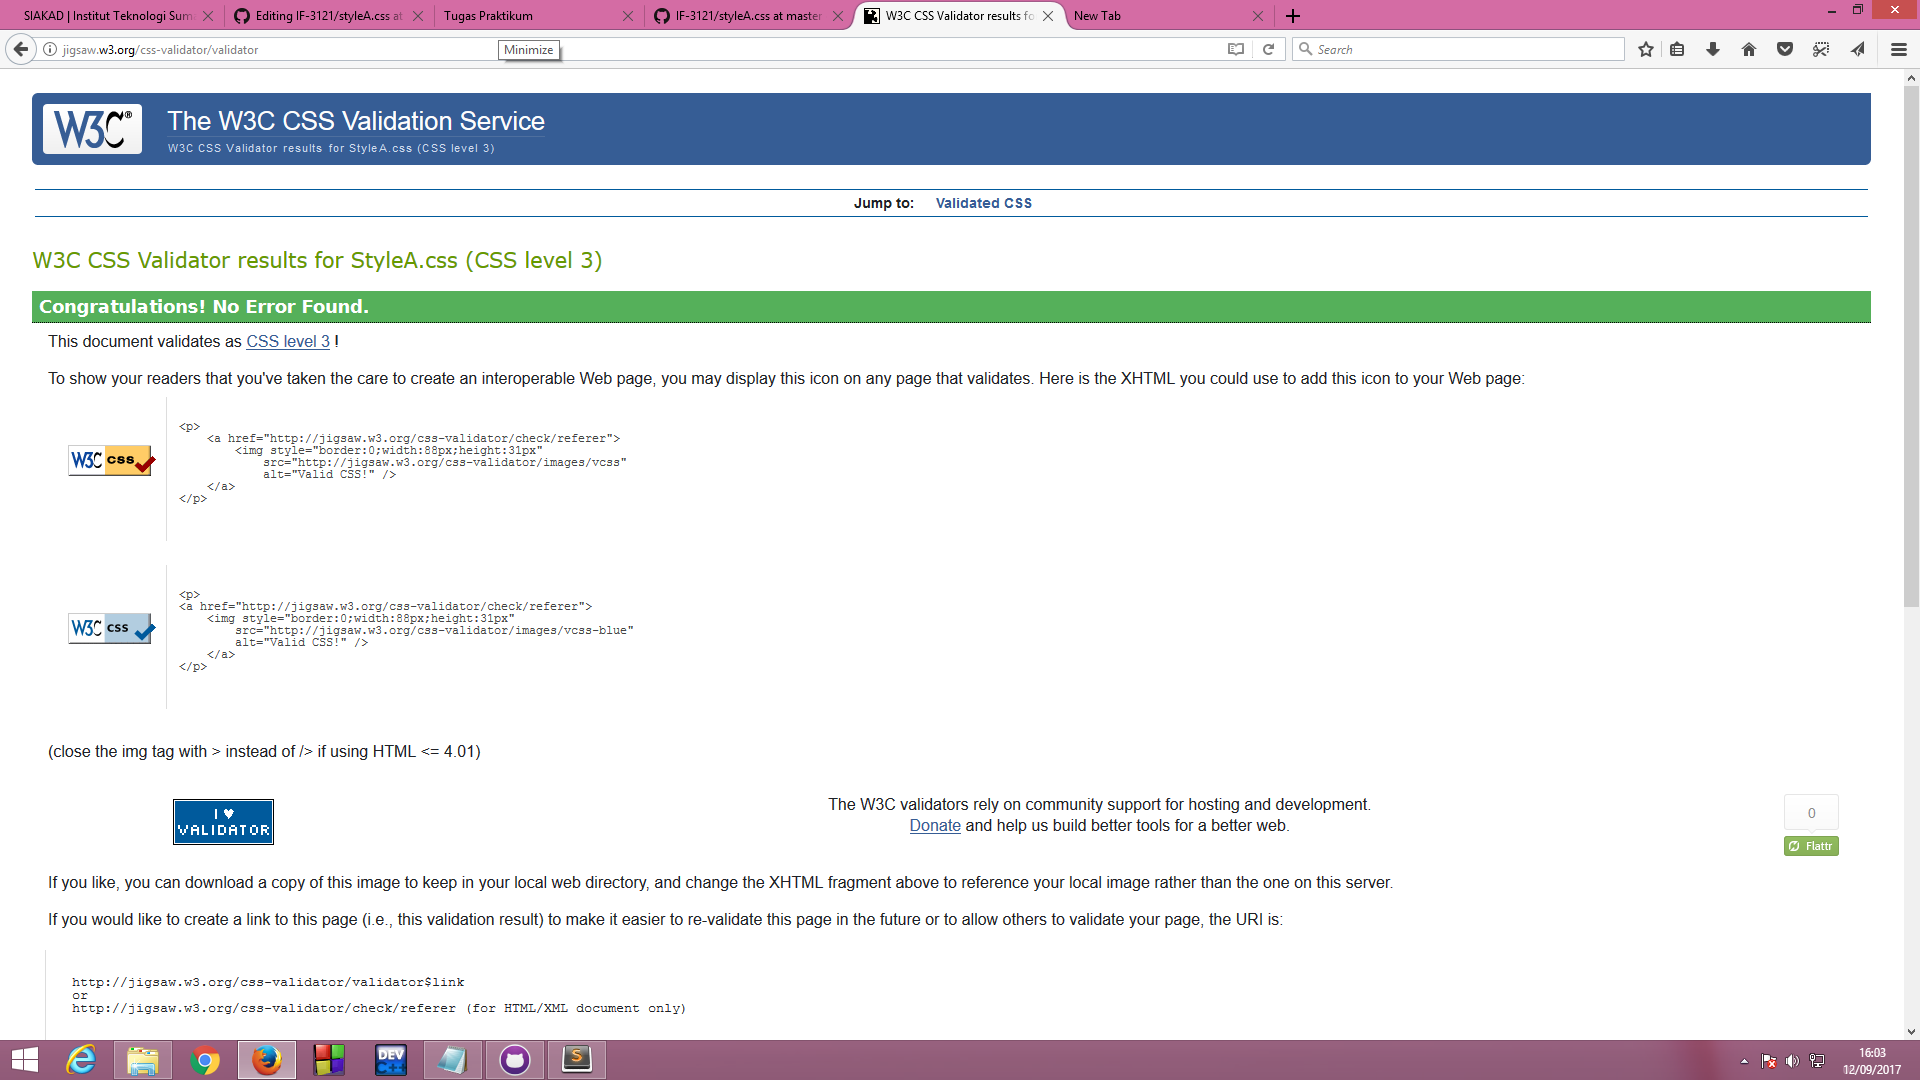 SIAKAD | Institut Teknologi Sum
Editing IF-3121/styleA.css at
Tugas Praktikum
IF-3121/styleA.css at master
W3C CSS Validator results fo
New Tab
jigsaw.w3.org/css-validator/validator
Minimize
Search
W3C®
The W3C CSS Validation Service
W3C CSS Validator results for StyleA.css (CSS level 3)
Jump to: Validated CSS
W3C CSS Validator results for StyleA.css (CSS level 3)
Congratulations! No Error Found.
This document validates as CSS level 3 !
To show your readers that you've taken the care to create an interoperable Web page, you may display this icon on any page that validates. Here is the XHTML you could use to add this icon to your Web page:
W3C css
<p>
<a href="http://jigsaw.w3.org/css-validator/check/referer">
<img style="border:0;width:88px;height:31px"
src="http://jigsaw.w3.org/css-validator/images/vcss"
alt="Valid CSS!" />
</a>
</p>
W3C css
<p>
<a href="http://jigsaw.w3.org/css-validator/check/referer">
<img style="border:0;width:88px;height:31px"
src="http://jigsaw.w3.org/css-validator/images/vcss-blue"
alt="Valid CSS!" />
</a>
</p>
(close the img tag with > instead of /> if using HTML <= 4.01)
I ♥
VALIDATOR
The W3C validators rely on community support for hosting and development.
Donate and help us build better tools for a better web.
0
Flattr
If you like, you can download a copy of this image to keep in your local web directory, and change the XHTML fragment above to reference your local image rather than the one on this server.
If you would like to create a link to this page (i.e., this validation result) to make it easier to re-validate this page in the future or to allow others to validate your page, the URI is:
http://jigsaw.w3.org/css-validator/validator$link
or
http://jigsaw.w3.org/css-validator/check/referer (for HTML/XML document only)
DEV
C++
S
16:03
12/09/2017